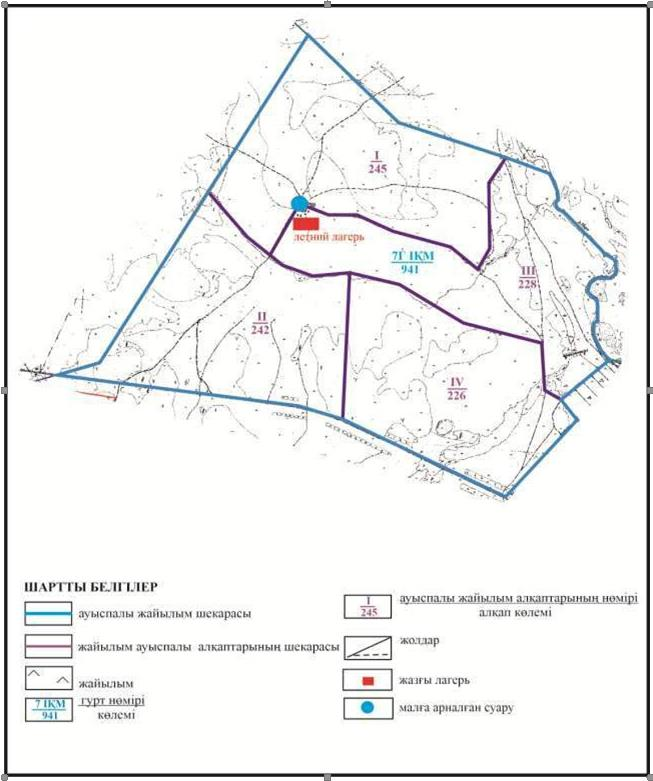 I
245
летний лагерь
7Г ІҚМ
941
III
228
II
242
IV
226
ШАРТТЫ БЕЛГІЛЕР
ауыспалы жайылым шекарасы
жайылым ауыспалы алқаптарының шекарасы
жайылым
7 ІҚМ
941
гурт нөмірі
көлемі
I
245
ауыспалы жайылым алқаптарының нөмірі
алқап көлемі
жолдар
жазғы лагерь
малға арналған суару